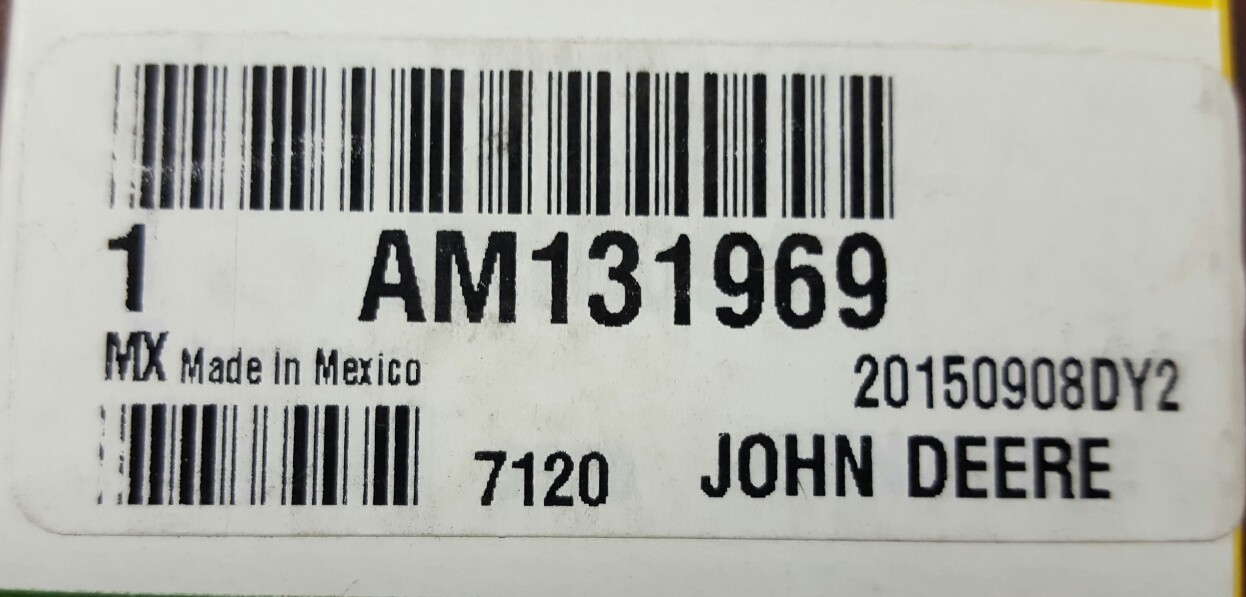 1 AM131969
MX Made In Mexico
20150908DY2
7120 JOHN DEERE